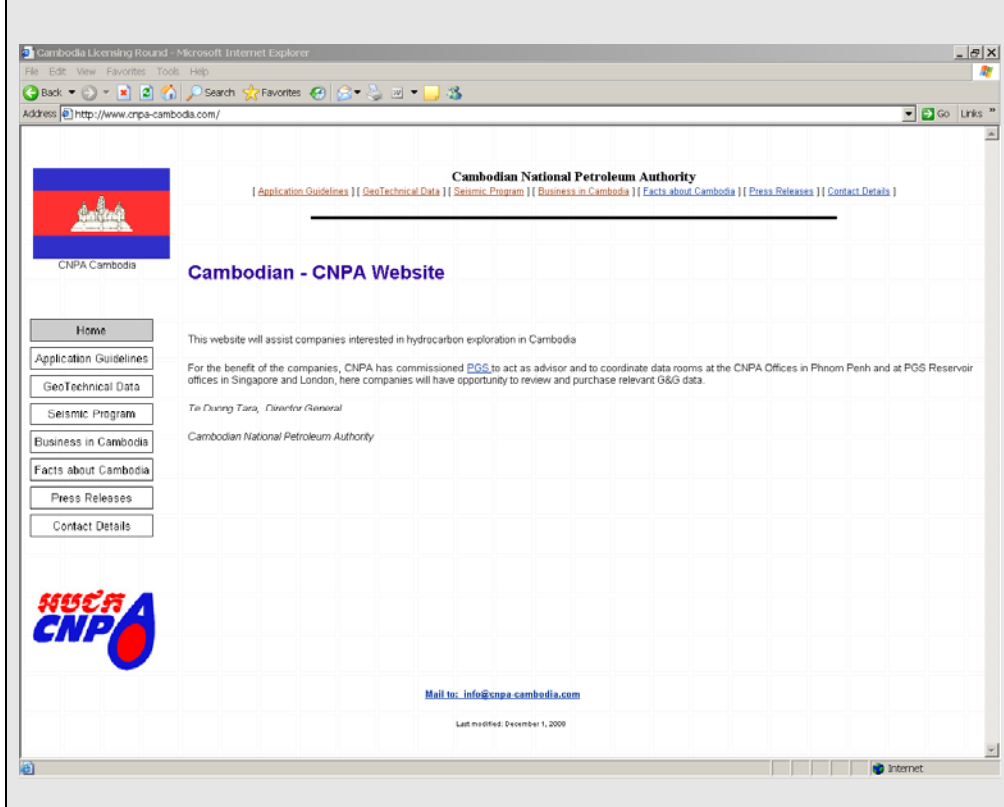 Cambodia Licensing Round - Microsoft Internet Explorer
File Edit View Favorites Tools Help
Back Search Favorites
Address http://www.cnpa-cambodia.com/ Go Links »
Cambodian National Petroleum Authority
[ Application Guidelines ] [ GeoTechnical Data ] [ Seismic Program ] [ Business in Cambodia ] [ Facts about Cambodia ] [ Press Releases ] [ Contact Details ]
CNPA Cambodia
Cambodian - CNPA Website
Home
Application Guidelines
GeoTechnical Data
Seismic Program
Business in Cambodia
Facts about Cambodia
Press Releases
Contact Details
This website will assist companies interested in hydrocarbon exploration in Cambodia
For the benefit of the companies, CNPA has commissioned PGS to act as advisor and to coordinate data rooms at the CNPA Offices in Phnom Penh and at PGS Reservoir
offices in Singapore and London, here companies will have opportunity to review and purchase relevant G&G data.
Te Duong Tara, Director General
Cambodian National Petroleum Authority
អបជក
CNPA
Mail to: info@cnpa-cambodia.com
Last modified: December 1, 2000
Internet